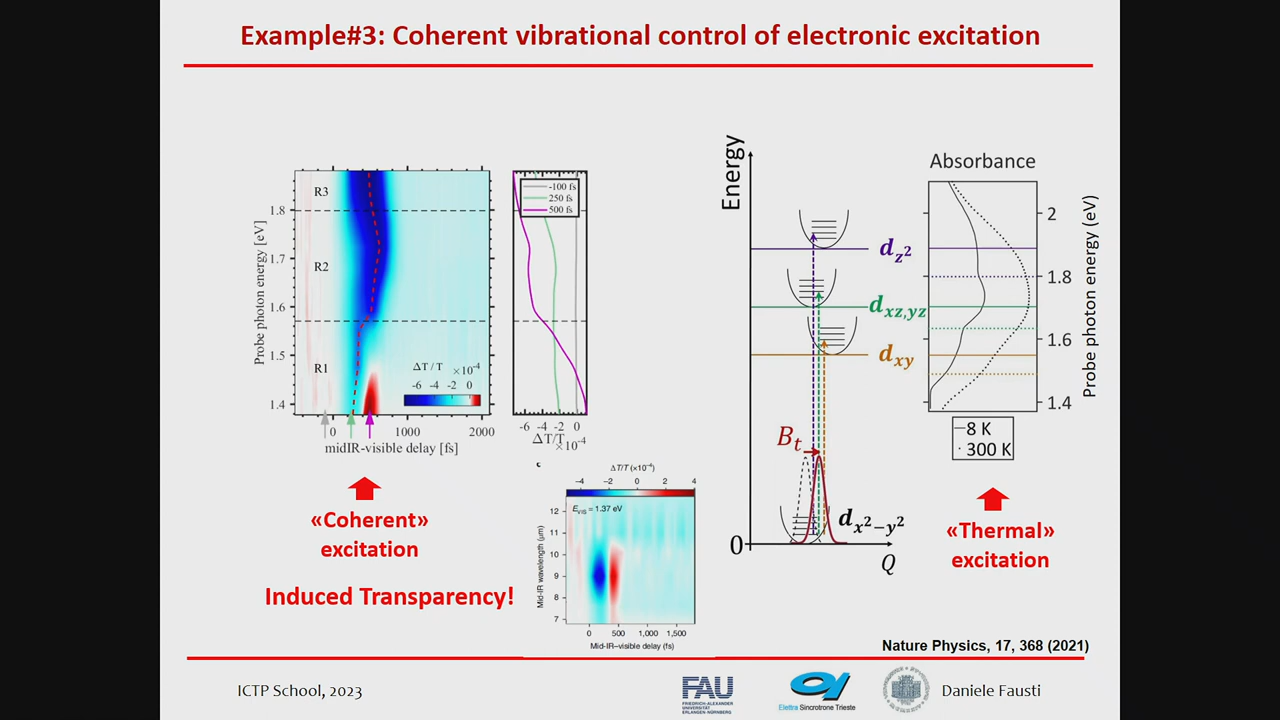 Example#3: Coherent vibrational control of electronic excitation
R3
R2
R1
1.8
1.7
1.6
1.5
1.4
Probe photon energy [eV]
ΔT/T ×10⁻⁴
-6 -4 -2 0
0 1000 2000
midIR-visible delay [fs]
-100 fs
250 fs
500 fs
-6 -4 -2 0
ΔT/T
×10⁻⁴
«Coherent»
excitation
Induced Transparency!
c
ΔT/T (×10⁻⁴)
−4 −2 0 2 4
E_VIS = 1.37 eV
12
11
10
9
8
7
Mid-IR wavelength (μm)
0 500 1,000 1,500
Mid-IR–visible delay (fs)
Energy
d_z²
d_xz,yz
d_xy
B_t
d_x²−y²
0
Q
Absorbance
2
1.8
1.6
1.4
Probe photon energy (eV)
8 K
300 K
«Thermal»
excitation
Nature Physics, 17, 368 (2021)
ICTP School, 2023
FAU
FRIEDRICH-ALEXANDER
UNIVERSITÄT
ERLANGEN-NÜRNBERG
Elettra Sincrotrone Trieste
Daniele Fausti